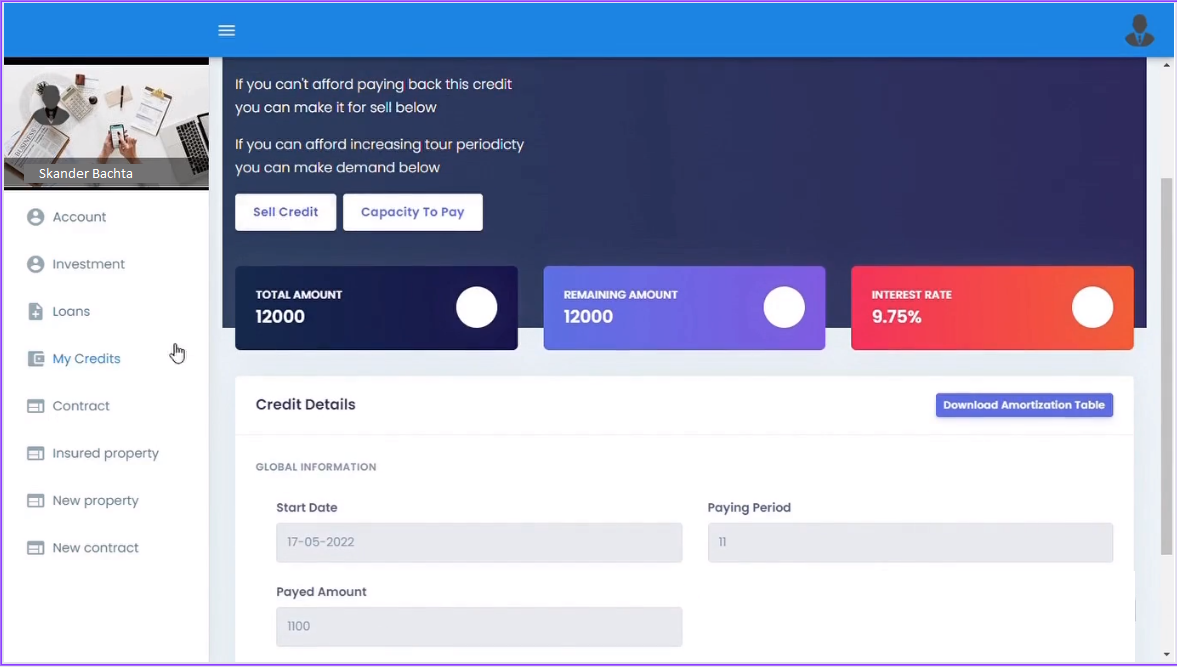 Skander Bachta
Account
Investment
Loans
My Credits
Contract
Insured property
New property
New contract
If you can't afford paying back this credit
you can make it for sell below
If you can afford increasing tour periodicty
you can make demand below
Sell Credit
Capacity To Pay
TOTAL AMOUNT
12000
REMAINING AMOUNT
12000
INTEREST RATE
9.75%
Credit Details
Download Amortization Table
GLOBAL INFORMATION
Start Date
Paying Period
17-05-2022
11
Payed Amount
1100